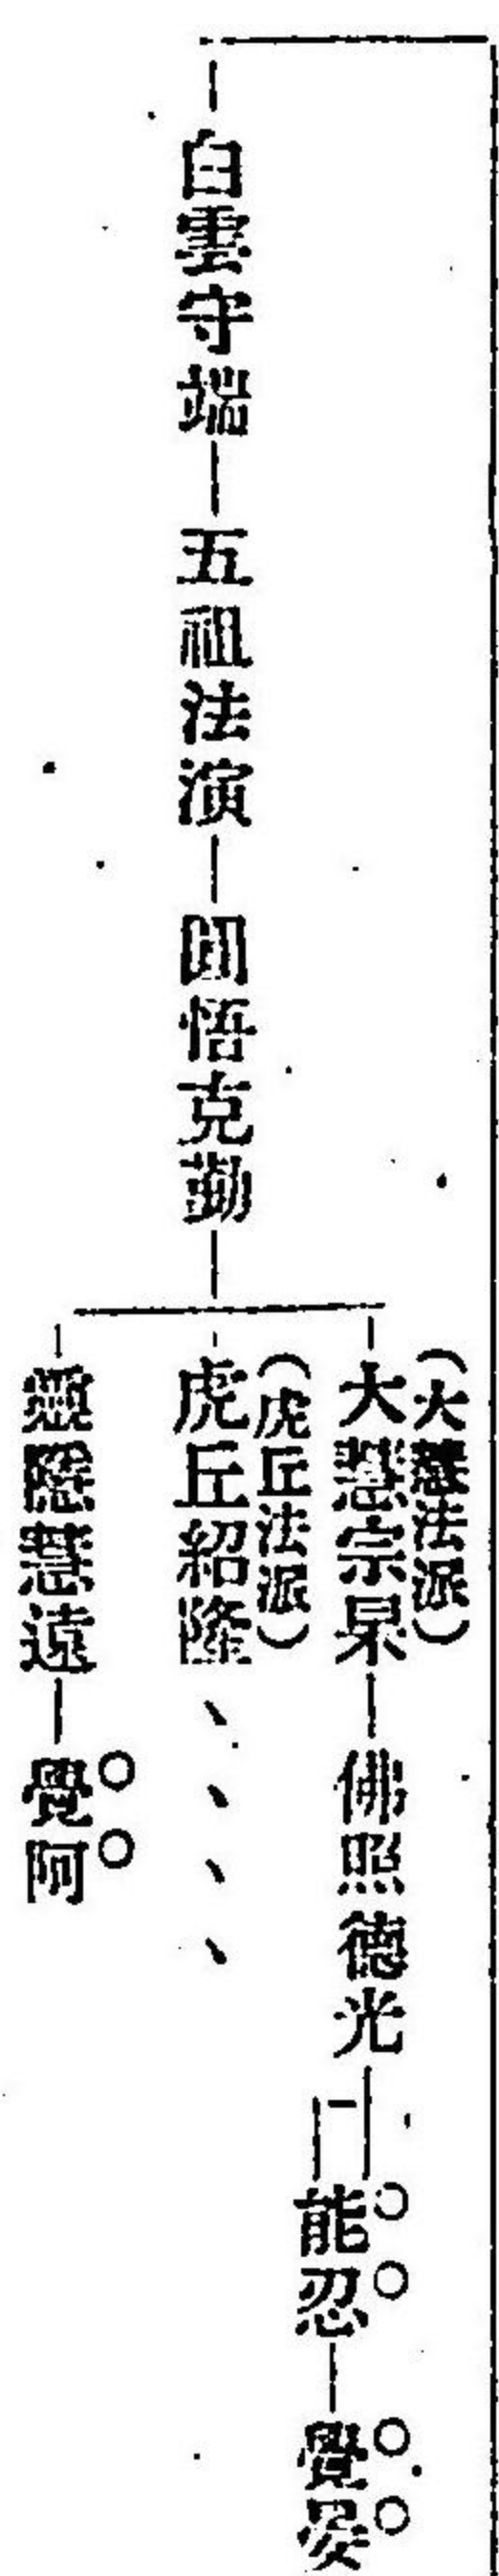 白雲守端―五祖法演―圓悟克勤
(大慧法派)
大慧宗杲―佛照德光
能忍―覺晏
(虎丘法派)
虎丘紹隆、、、、
靈隱慧遠―覺阿